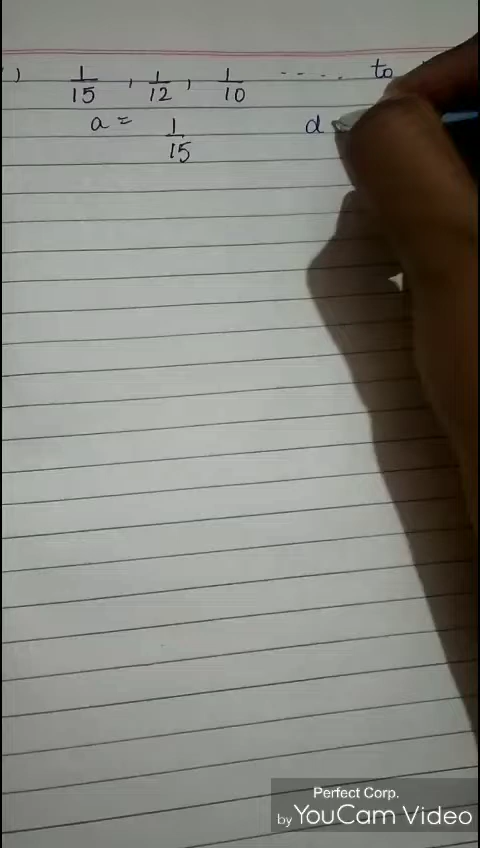 ) 1/15 , 1/12 , 1/10 ..... to
a = 1/15 d
Perfect Corp.
by YouCam Video